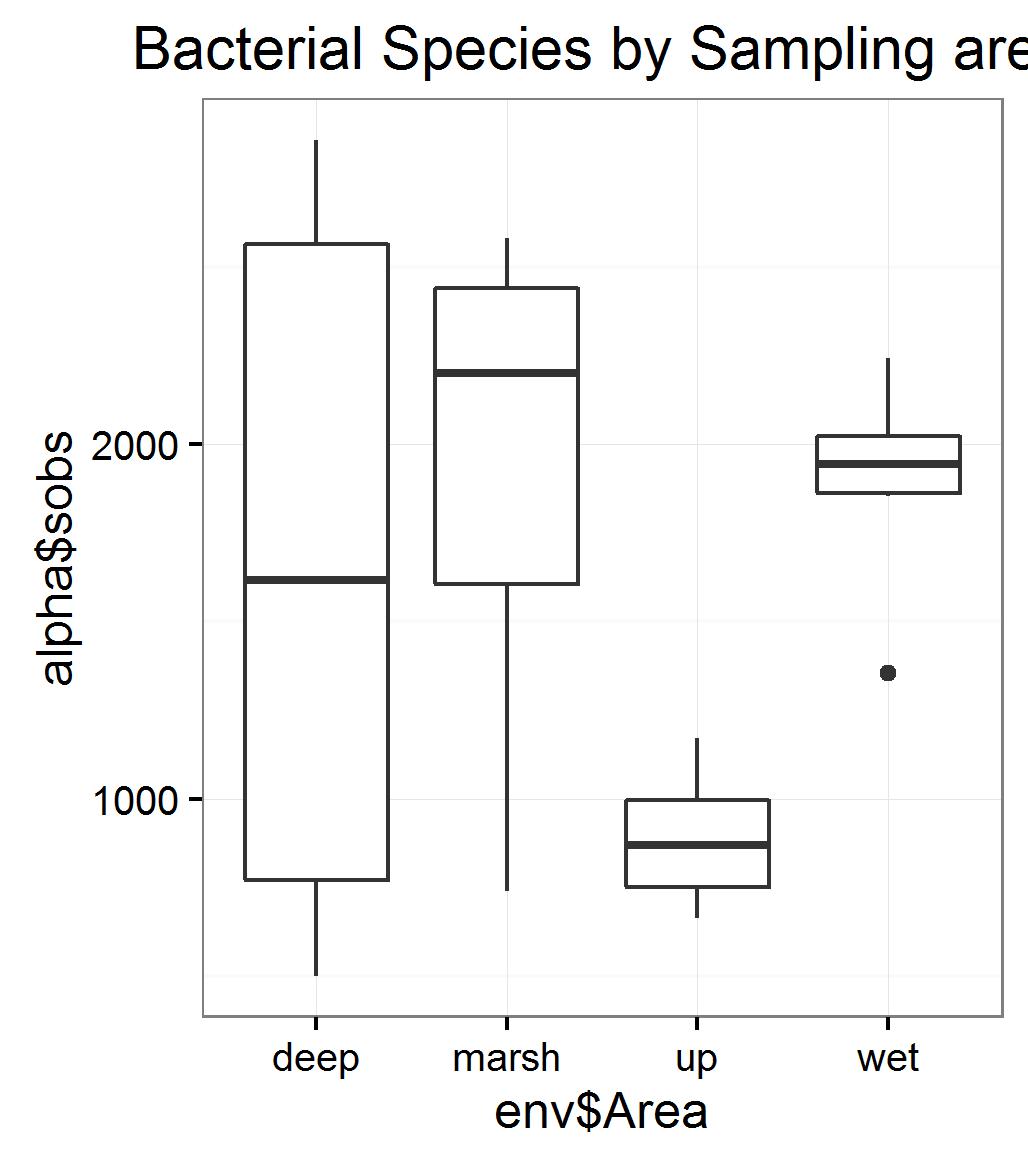 Bacterial Species by Sampling are
alpha$sobs
2000
1000
deep marsh up wet
env$Area